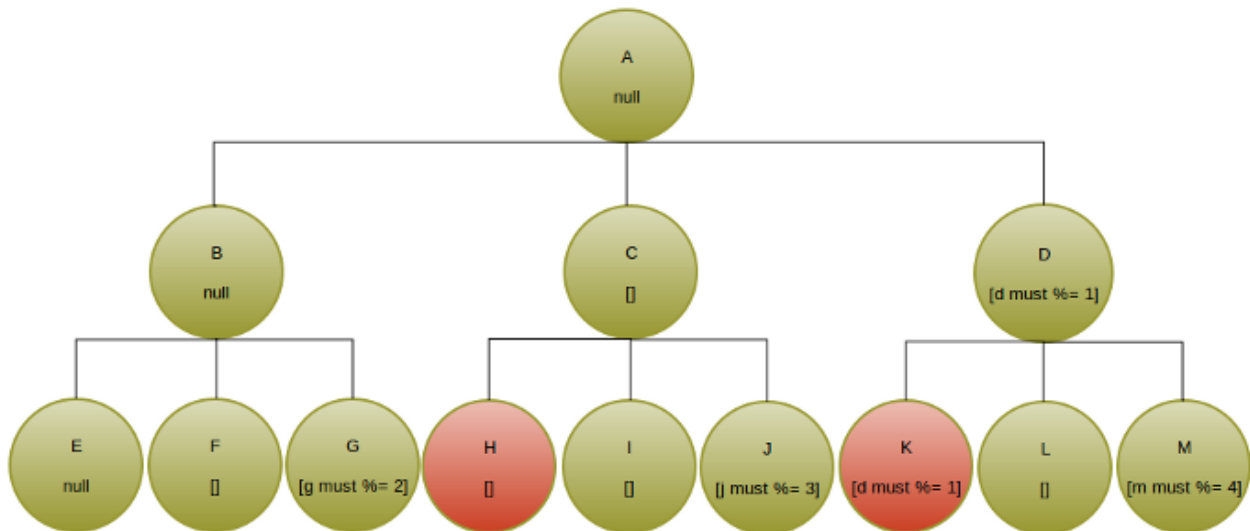 A
null
B
null
C
[]
D
[d must %= 1]
E
null
F
[]
G
[g must %= 2]
H
[]
I
[]
J
[j must %= 3]
K
[d must %= 1]
L
[]
M
[m must %= 4]